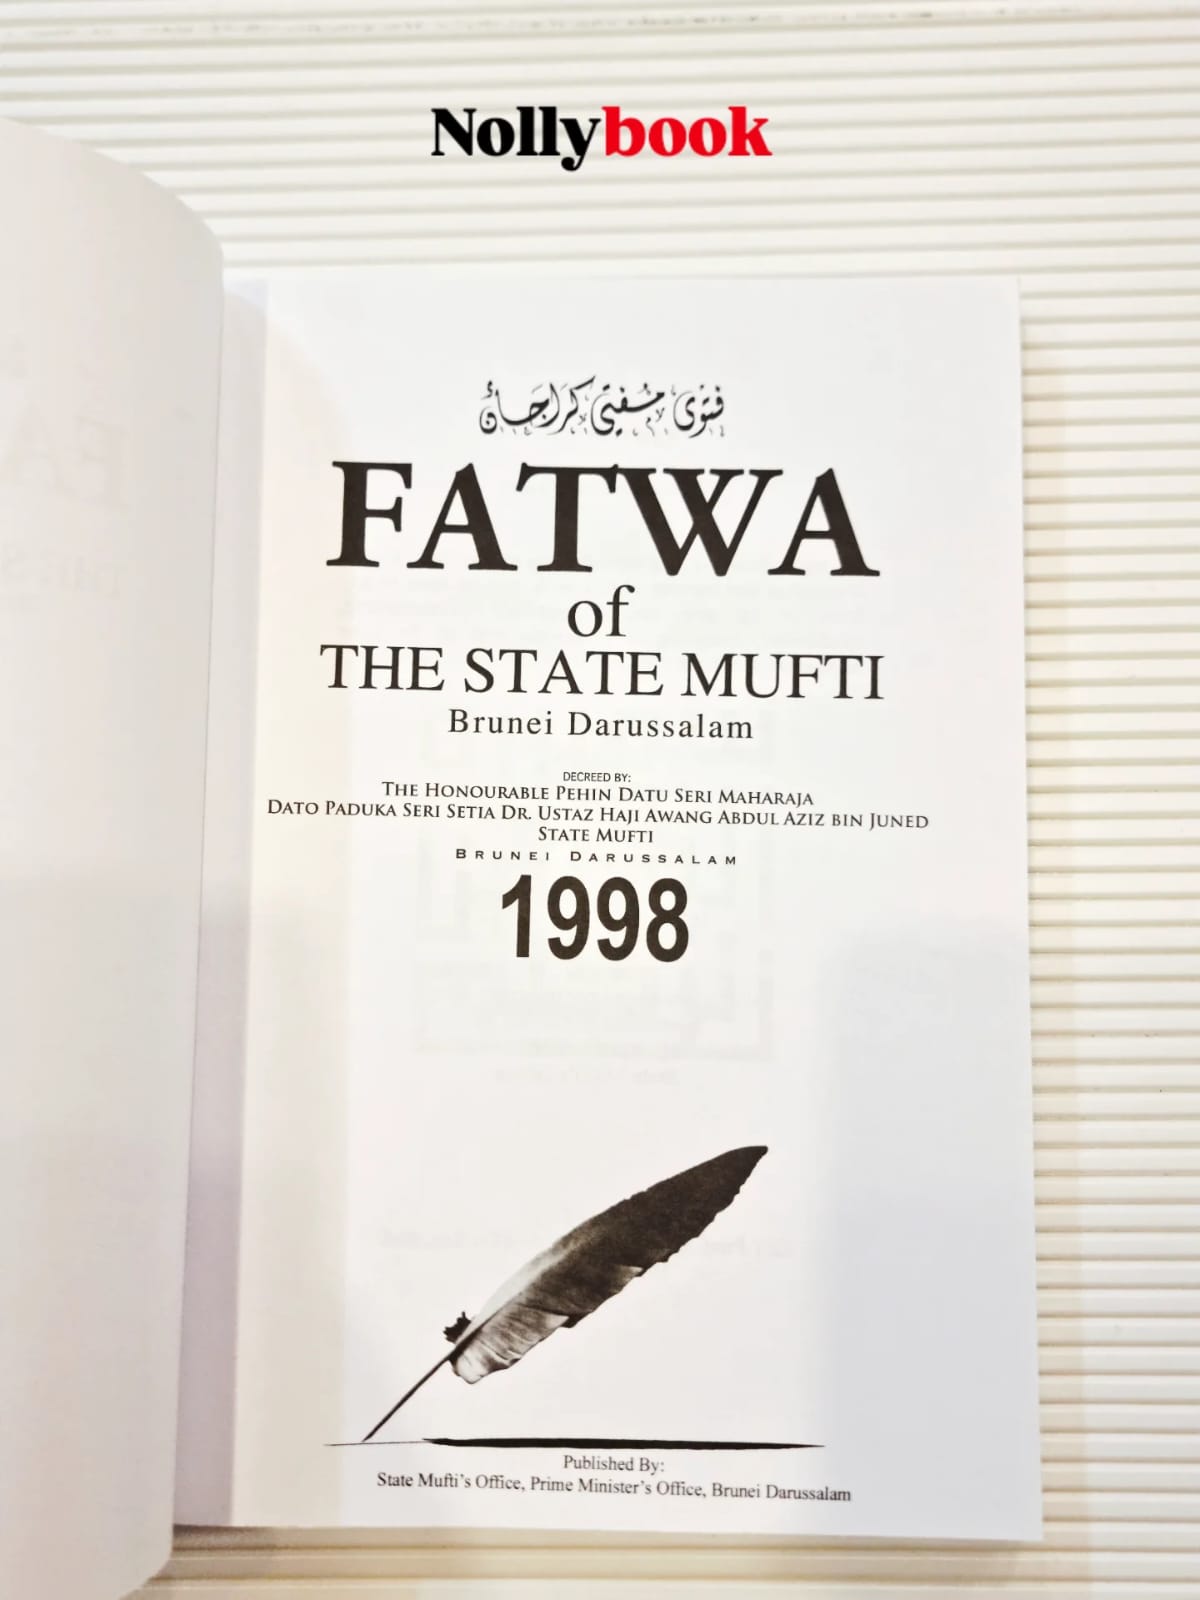 Nollybook
فتوى مفتي کراجاءن
FATWA
of
THE STATE MUFTI
Brunei Darussalam
DECREED BY:
THE HONOURABLE PEHIN DATU SERI MAHARAJA
DATO PADUKA SERI SETIA DR. USTAZ HAJI AWANG ABDUL AZIZ BIN JUNED
STATE MUFTI
BRUNEI DARUSSALAM
1998
Published By:
State Mufti's Office, Prime Minister's Office, Brunei Darussalam